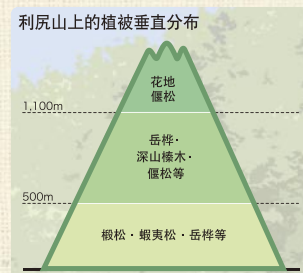 利尻山上的植被垂直分布
花地
偃松
1,100m
岳桦・
深山榛木・
偃松等
500m
椴松・蝦夷松・岳桦等